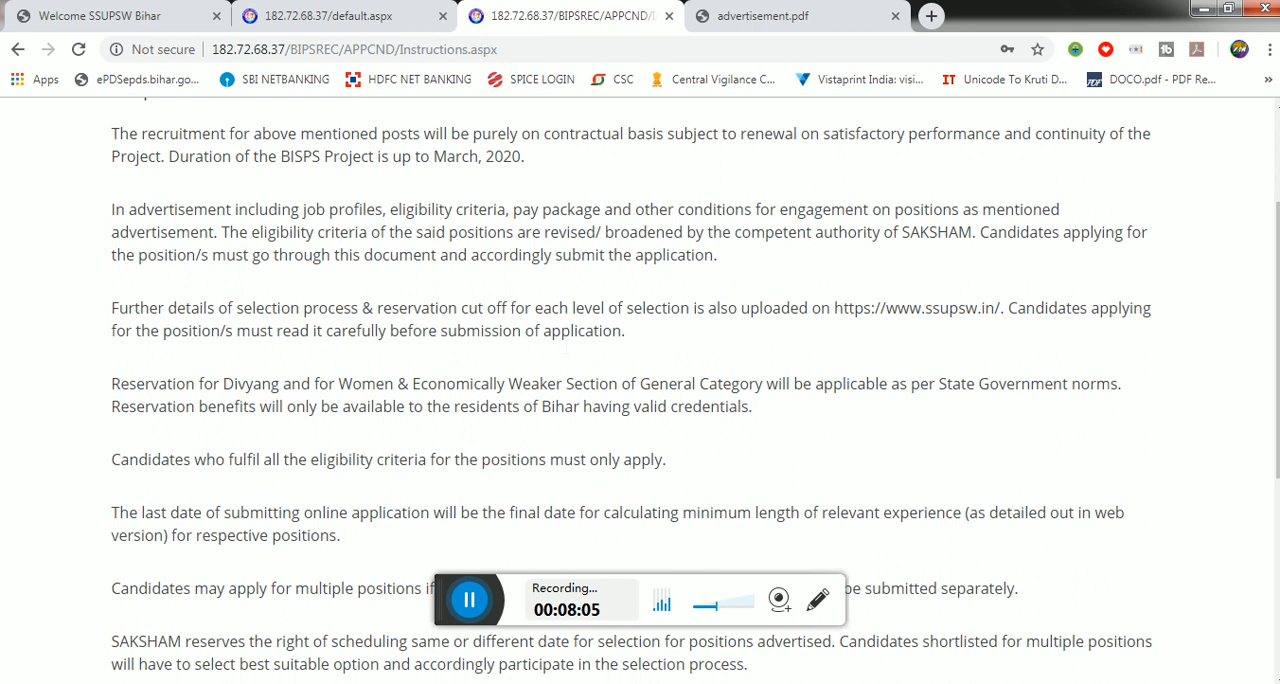 Welcome SSUPSW Bihar
182.72.68.37/default.aspx
182.72.68.37/BIPSREC/APPCND/I
advertisement.pdf
Not secure | 182.72.68.37/BIPSREC/APPCND/Instructions.aspx
Apps ePDSepds.bihar.go... SBI NETBANKING HDFC NET BANKING SPICE LOGIN CSC Central Vigilance C... Vistaprint India: visi... IT Unicode To Kruti D... DOCO.pdf - PDF Re... »
The recruitment for above mentioned posts will be purely on contractual basis subject to renewal on satisfactory performance and continuity of the
Project. Duration of the BISPS Project is up to March, 2020.
In advertisement including job profiles, eligibility criteria, pay package and other conditions for engagement on positions as mentioned
advertisement. The eligibility criteria of the said positions are revised/ broadened by the competent authority of SAKSHAM. Candidates applying for
the position/s must go through this document and accordingly submit the application.
Further details of selection process & reservation cut off for each level of selection is also uploaded on https://www.ssupsw.in/. Candidates applying
for the position/s must read it carefully before submission of application.
Reservation for Divyang and for Women & Economically Weaker Section of General Category will be applicable as per State Government norms.
Reservation benefits will only be available to the residents of Bihar having valid credentials.
Candidates who fulfil all the eligibility criteria for the positions must only apply.
The last date of submitting online application will be the final date for calculating minimum length of relevant experience (as detailed out in web
version) for respective positions.
Candidates may apply for multiple positions if be submitted separately.
Recording...
00:08:05
SAKSHAM reserves the right of scheduling same or different date for selection for positions advertised. Candidates shortlisted for multiple positions
will have to select best suitable option and accordingly participate in the selection process.